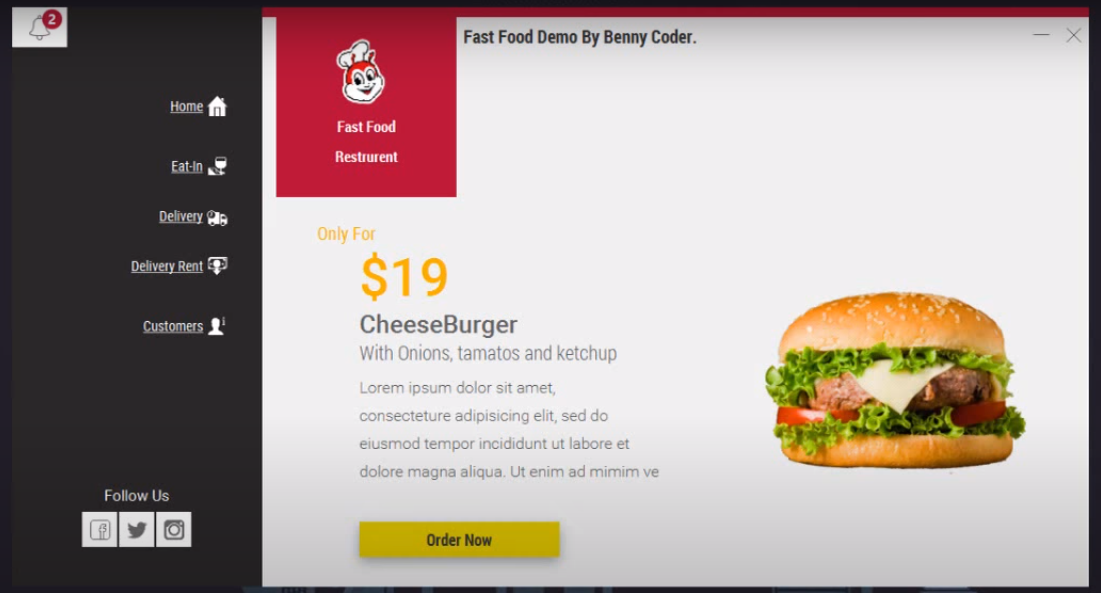 2
Fast Food Demo By Benny Coder.
Home
Eat-In
Delivery
Delivery Rent
Customers
Follow Us
Fast Food
Restrurent
Only For
$19
CheeseBurger
With Onions, tamatos and ketchup
Lorem ipsum dolor sit amet,
consecteture adipisicing elit, sed do
eiusmod tempor incididunt ut labore et
dolore magna aliqua. Ut enim ad mimim ve
Order Now